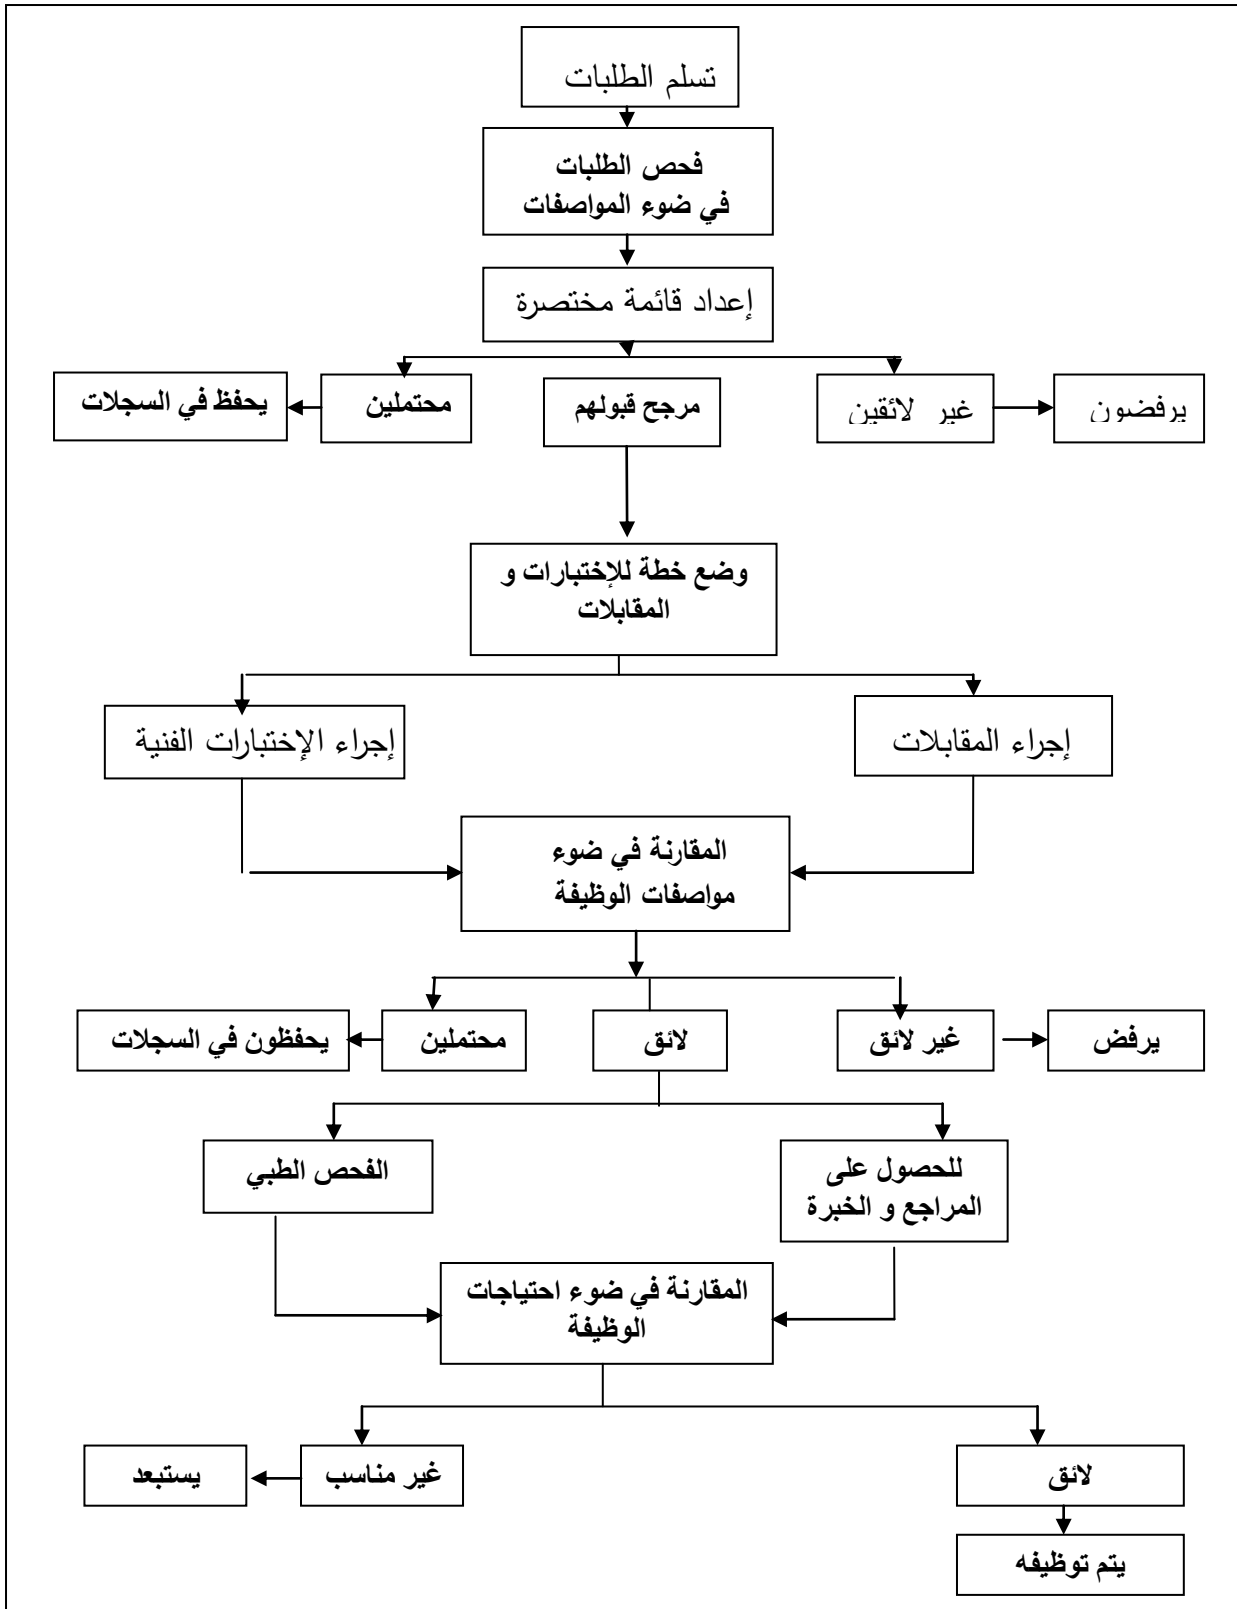 تسلم الطلبات
فحص الطلبات
في ضوء المواصفات
إعداد قائمة مختصرة
يرفضون
غير لائقين
مرجح قبولهم
محتملين
يحفظ في السجلات
وضع خطة للإختبارات و
المقابلات
إجراء المقابلات
إجراء الإختبارات الفنية
المقارنة في ضوء
مواصفات الوظيفة
يرفض
غير لائق
لائق
محتملين
يحفظون في السجلات
للحصول على
المراجع و الخبرة
الفحص الطبي
المقارنة في ضوء احتياجات
الوظيفة
لائق
غير مناسب
يستبعد
يتم توظيفه